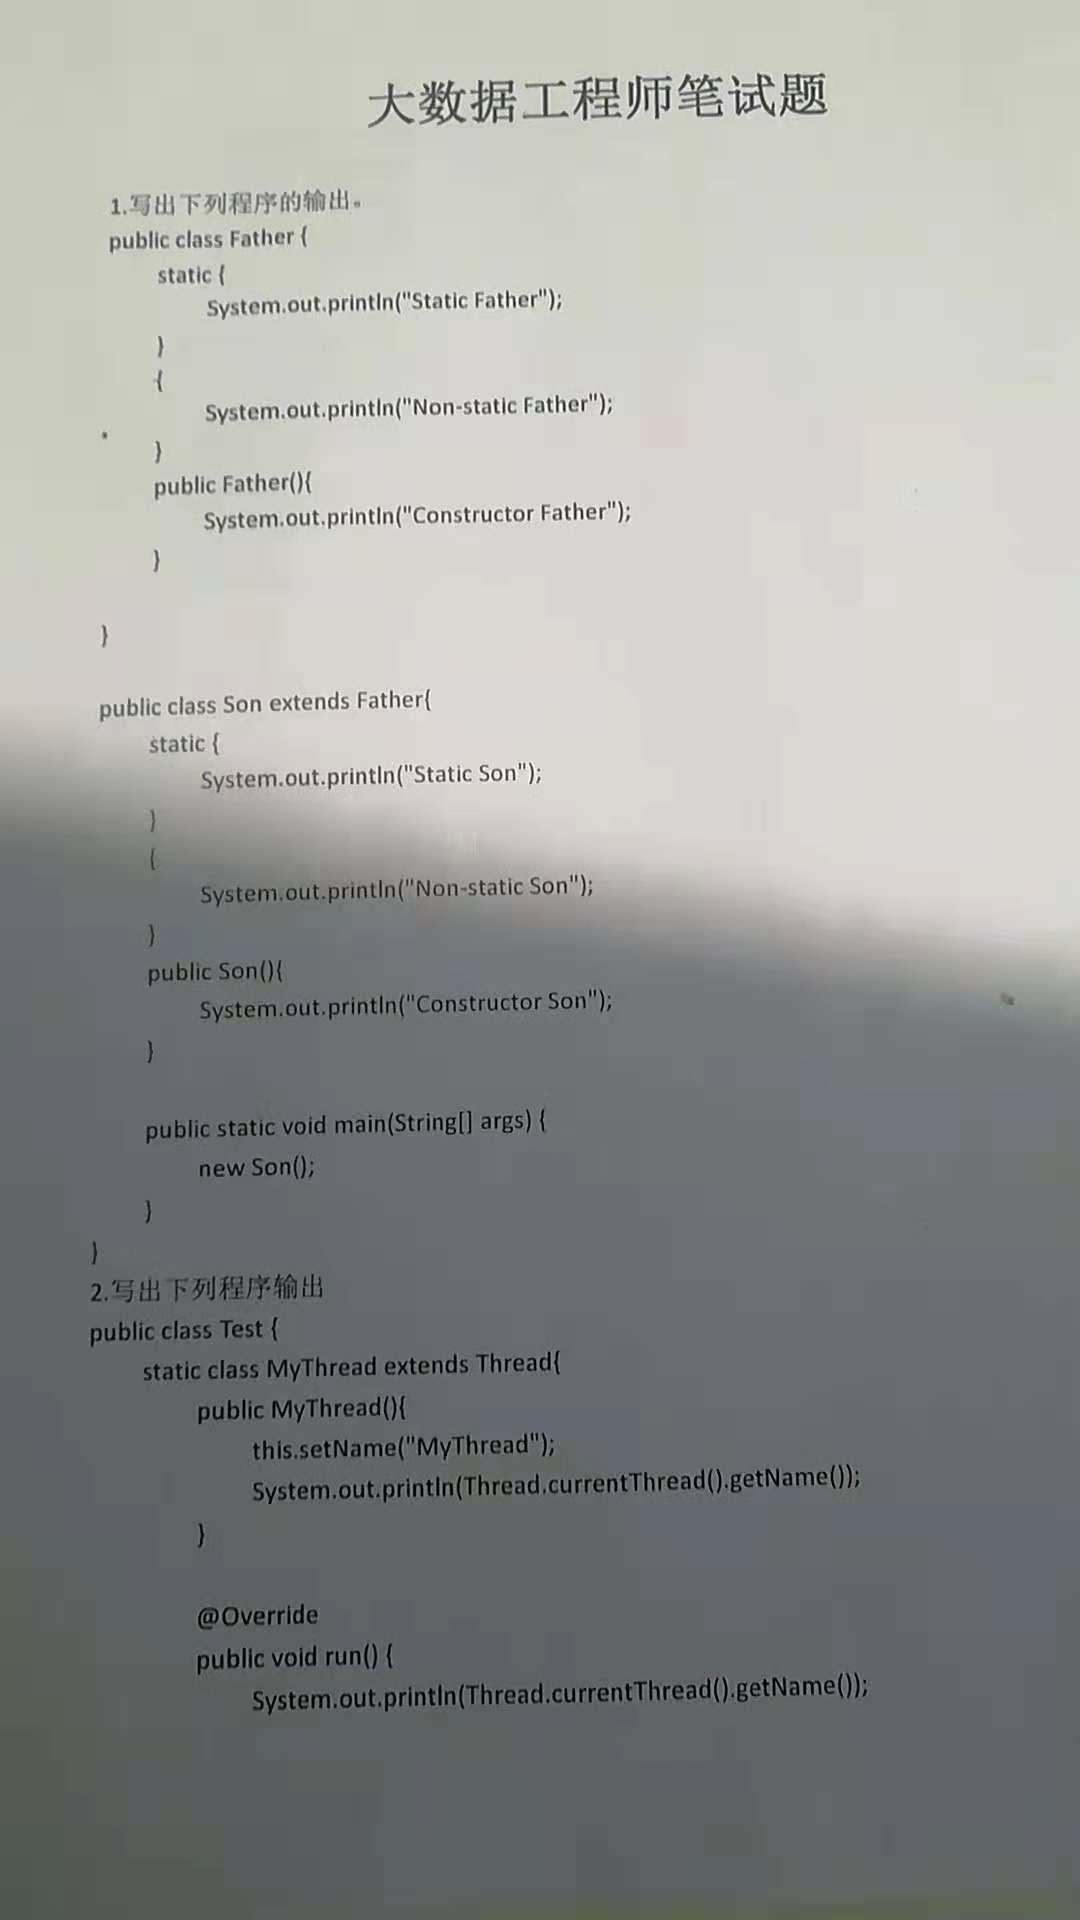 大数据工程师笔试题
1.写出下列程序的输出。
public class Father {
static {
System.out.println("Static Father");
}
{
System.out.println("Non-static Father");
}
public Father(){
System.out.println("Constructor Father");
}
}
public class Son extends Father{
static {
System.out.println("Static Son");
}
{
System.out.println("Non-static Son");
}
public Son(){
System.out.println("Constructor Son");
}
public static void main(String[] args) {
new Son();
}
}
2.写出下列程序输出
public class Test {
static class MyThread extends Thread{
public MyThread(){
this.setName("MyThread");
System.out.println(Thread.currentThread().getName());
}
@Override
public void run() {
System.out.println(Thread.currentThread().getName());